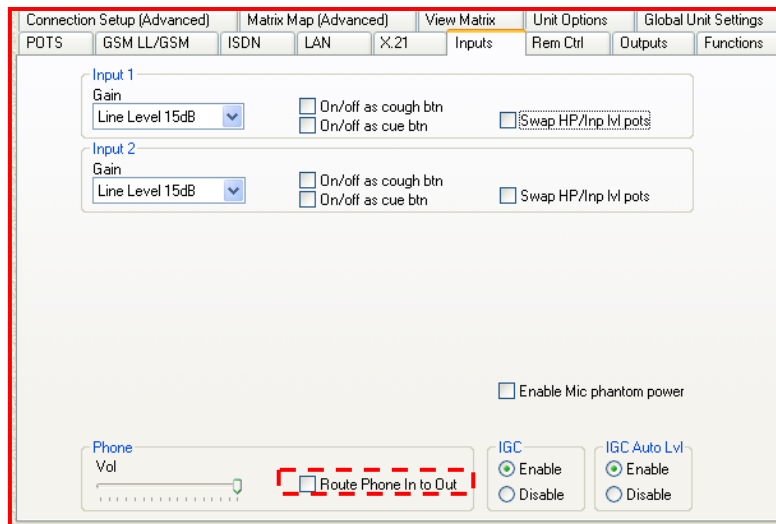 Connection Setup (Advanced) Matrix Map (Advanced) View Matrix Unit Options Global Unit Settings
POTS GSM LL/GSM ISDN LAN X.21 Inputs Rem Ctrl Outputs Functions
Input 1
Gain
Line Level 15dB
On/off as cough btn
On/off as cue btn
Swap HP/Inp lvl pots
Input 2
Gain
Line Level 15dB
On/off as cough btn
On/off as cue btn
Swap HP/Inp lvl pots
Enable Mic phantom power
Phone
Vol
Route Phone In to Out
IGC
Enable
Disable
IGC Auto Lvl
Enable
Disable